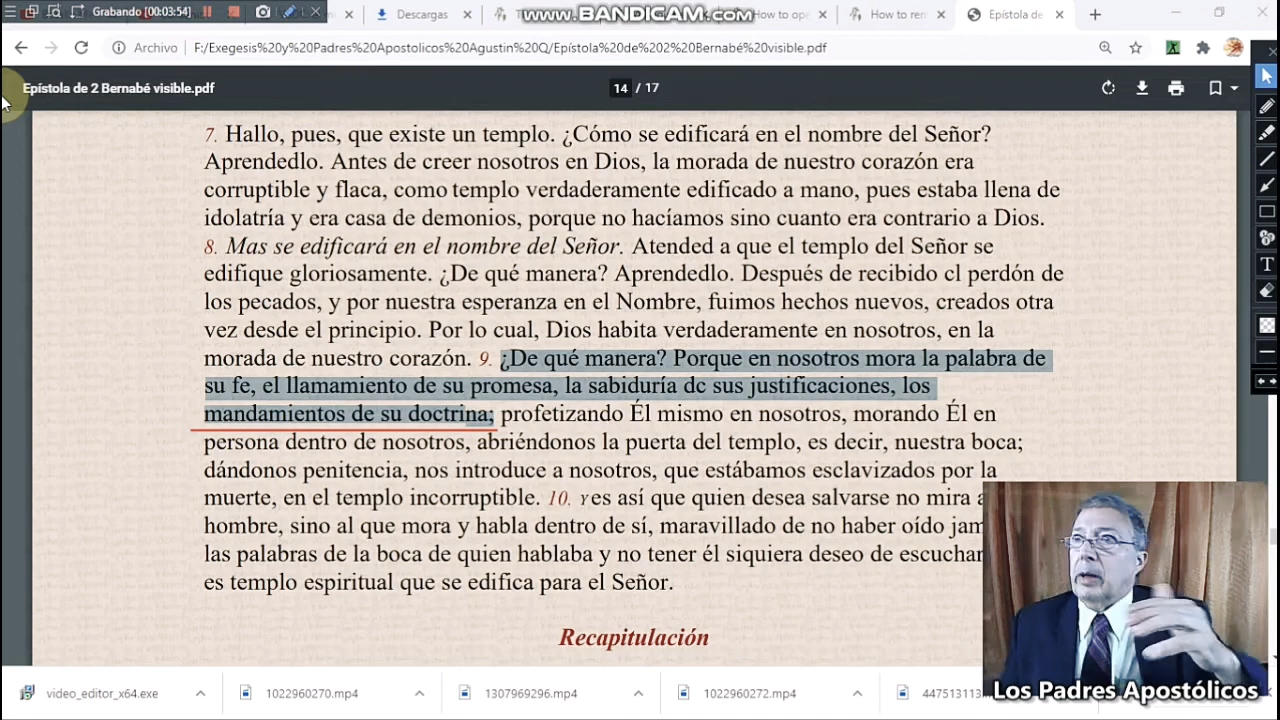 Grabando [00:03:54]
www.BANDICAM.com
Descargas
How to ope
How to ren
Epístola de
Archivo F:/Exegesis%20y%20Padres%20Apostolicos%20Agustin%20Q/Epístola%20de%202%20Bernabé%20visible.pdf
Epístola de 2 Bernabé visible.pdf
14 / 17
7. Hallo, pues, que existe un templo. ¿Cómo se edificará en el nombre del Señor?
Aprendedlo. Antes de creer nosotros en Dios, la morada de nuestro corazón era
corruptible y flaca, como templo verdaderamente edificado a mano, pues estaba llena de
idolatría y era casa de demonios, porque no hacíamos sino cuanto era contrario a Dios.
8. Mas se edificará en el nombre del Señor. Atended a que el templo del Señor se
edifique gloriosamente. ¿De qué manera? Aprendedlo. Después de recibido cl perdón de
los pecados, y por nuestra esperanza en el Nombre, fuimos hechos nuevos, creados otra
vez desde el principio. Por lo cual, Dios habita verdaderamente en nosotros, en la
morada de nuestro corazón. 9. ¿De qué manera? Porque en nosotros mora la palabra de
su fe, el llamamiento de su promesa, la sabiduría dc sus justificaciones, los
mandamientos de su doctrina; profetizando Él mismo en nosotros, morando Él en
persona dentro de nosotros, abriéndonos la puerta del templo, es decir, nuestra boca;
dándonos penitencia, nos introduce a nosotros, que estábamos esclavizados por la
muerte, en el templo incorruptible. 10. Y es así que quien desea salvarse no mira a
hombre, sino al que mora y habla dentro de sí, maravillado de no haber oído jam
las palabras de la boca de quien hablaba y no tener él siquiera deseo de escuchar
es templo espiritual que se edifica para el Señor.
Recapitulación
Los Padres Apostólicos
video_editor_x64.exe
1022960270.mp4
1307969296.mp4
1022960272.mp4
447513113